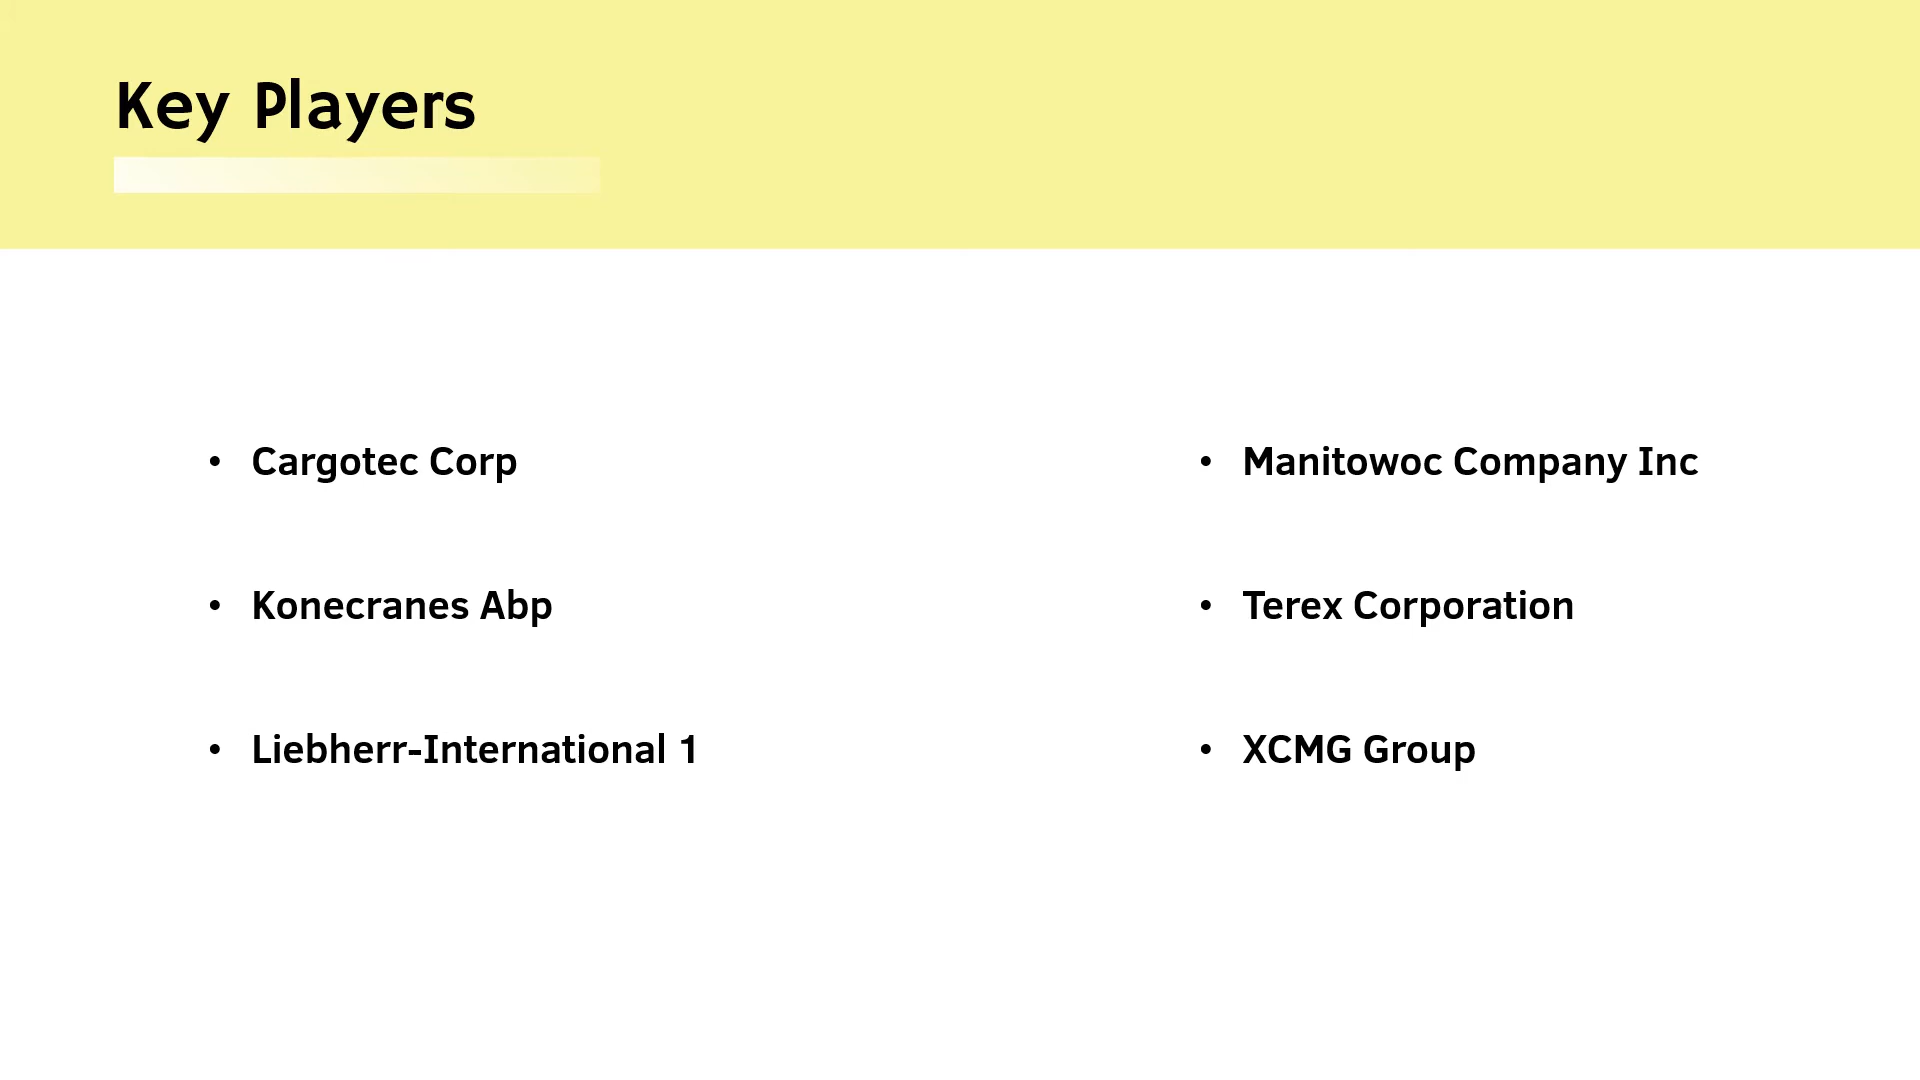 Key Players
• Cargotec Corp
• Konecranes Abp
• Liebherr-International 1
• Manitowoc Company Inc
• Terex Corporation
• XCMG Group